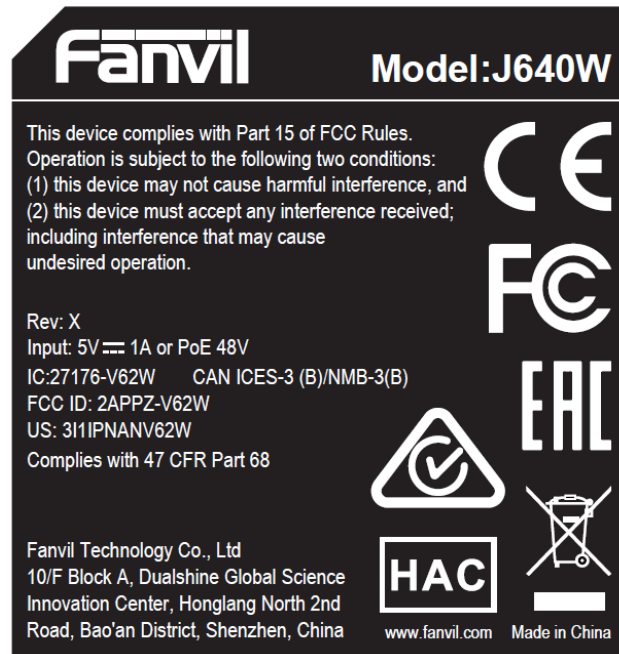 Fanvil
Model:J640W
This device complies with Part 15 of FCC Rules.
Operation is subject to the following two conditions:
(1) this device may not cause harmful interference, and
(2) this device must accept any interference received;
including interference that may cause
undesired operation.
CE
FC
Rev: X
Input: 5V⎓1A or PoE 48V
IC:27176-V62W CAN ICES-3 (B)/NMB-3(B)
FCC ID: 2APPZ-V62W
US: 3I1IPNANV62W
Complies with 47 CFR Part 68
EAC
Fanvil Technology Co., Ltd
10/F Block A, Dualshine Global Science
Innovation Center, Honglang North 2nd
Road, Bao'an District, Shenzhen, China
HAC
www.fanvil.com
Made in China